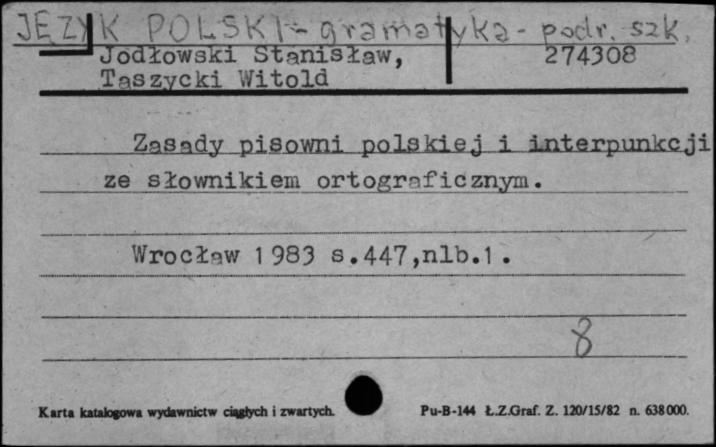 JĘZYK POLSKI - gramatyka - podr. szk.
Jodłowski Stanisław, 274308
Taszycki Witold
Zasady pisowni polskiej i interpunkcji
ze słownikiem ortograficznym.
Wrocław 1983 s.447,nlb.1.
8
Karta katalogowa wydawnictw ciągłych i zwartych. Pu-B-144 Ł.Z.Graf. Z. 120/15/82 n. 638000.